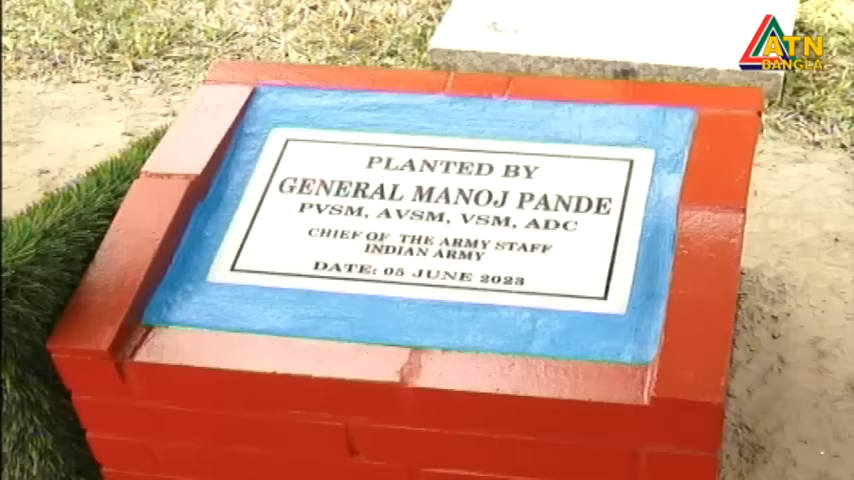 ATN
BANGLA
PLANTED BY
GENERAL MANOJ PANDE
PVSM, AVSM, VSM, ADC
CHIEF OF THE ARMY STAFF
INDIAN ARMY
DATE: 05 JUNE 2023